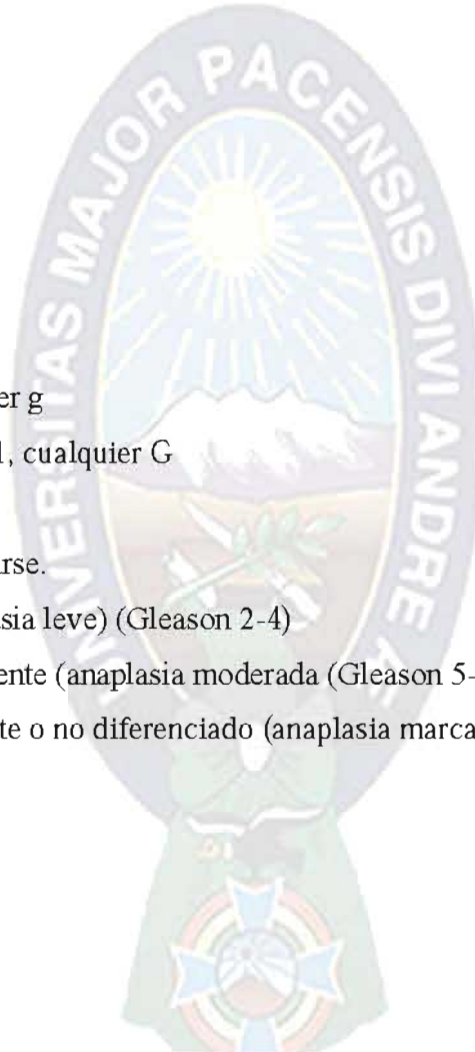 UNIVERSITAS MAJOR PACENSIS DIVI ANDRE Æ
er g
, cualquier G
rse.
sia leve) (Gleason 2-4)
ente (anaplasia moderada (Gleason 5-
te o no diferenciado (anaplasia marca